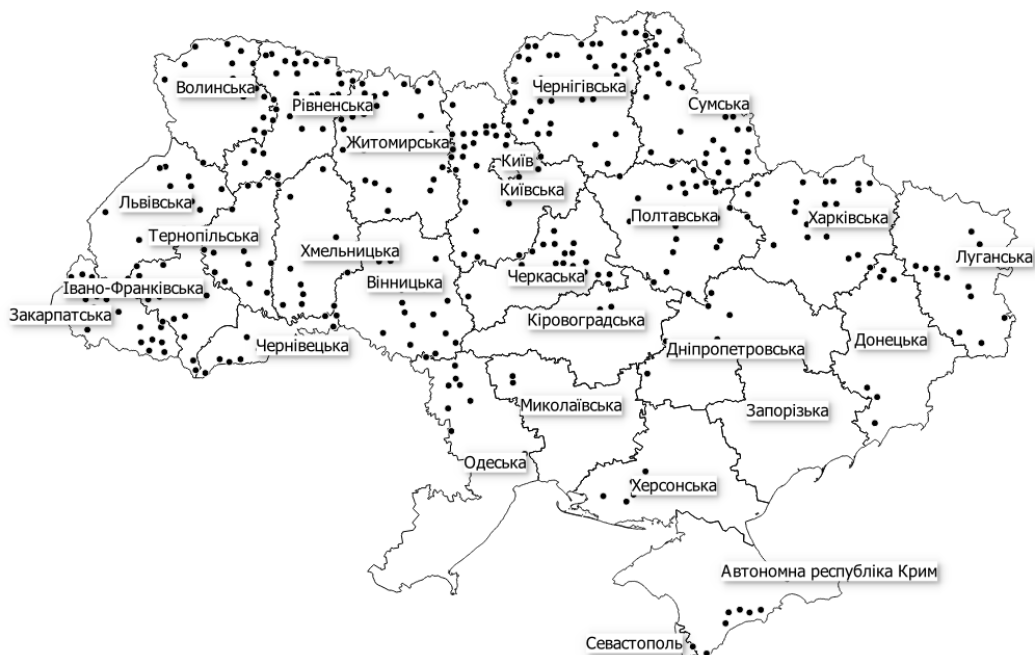 Волинська
Рівненська
Чернігівська
Сумська
Житомирська
Київ
Київська
Львівська
Тернопільська
Хмельницька
Вінницька
Черкаська
Полтавська
Харківська
Луганська
Івано-Франківська
Закарпатська
Чернівецька
Кіровоградська
Дніпропетровська
Донецька
Миколаївська
Запорізька
Одеська
Херсонська
Автономна республіка Крим
Севастополь